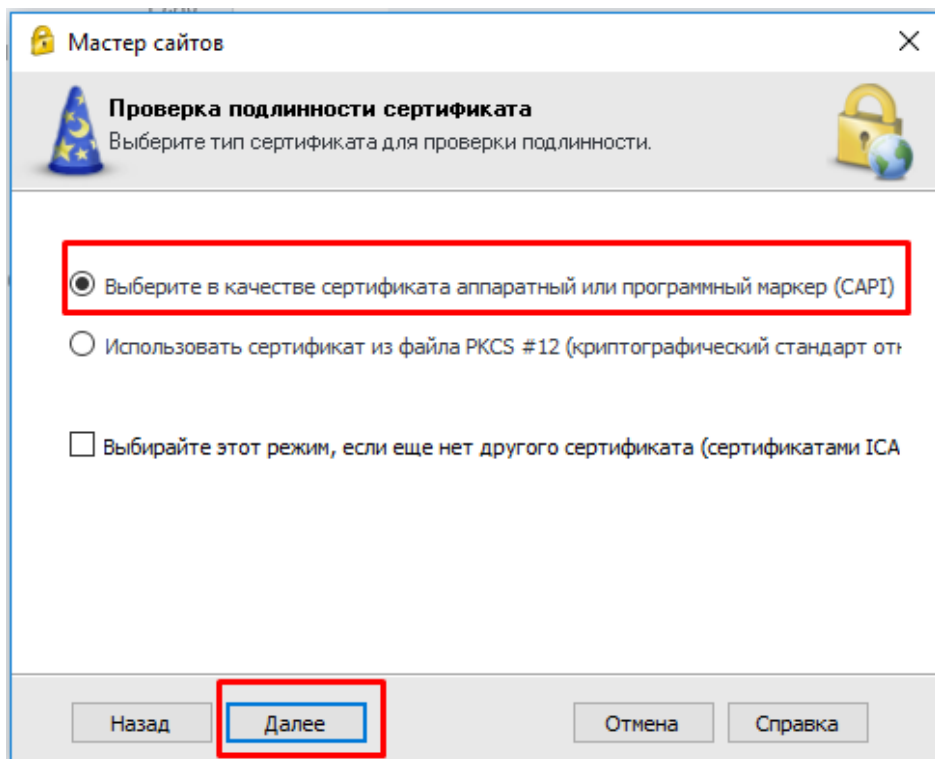 Мастер сайтов
Проверка подлинности сертификата
Выберите тип сертификата для проверки подлинности.
Выберите в качестве сертификата аппаратный или программный маркер (CAPI)
Использовать сертификат из файла PKCS #12 (криптографический стандарт отк
Выбирайте этот режим, если еще нет другого сертификата (сертификатами ICA
Назад Далее Отмена Справка